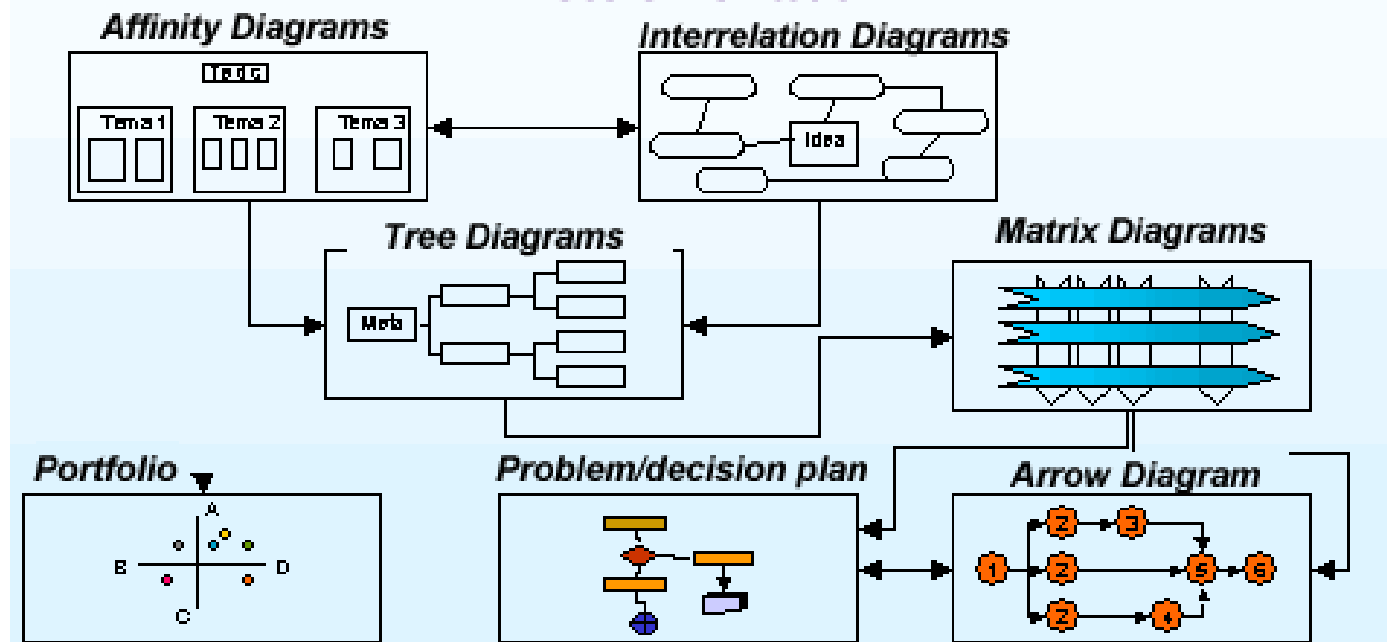 Affinity Diagrams
Interrelation Diagrams
Tema 1
Tema 2
Tema 3
Idea
Tree Diagrams
Matrix Diagrams
Meta
Portfolio
Problem/decision plan
Arrow Diagram
A
B
D
C
2
3
1
2
5
6
2
4